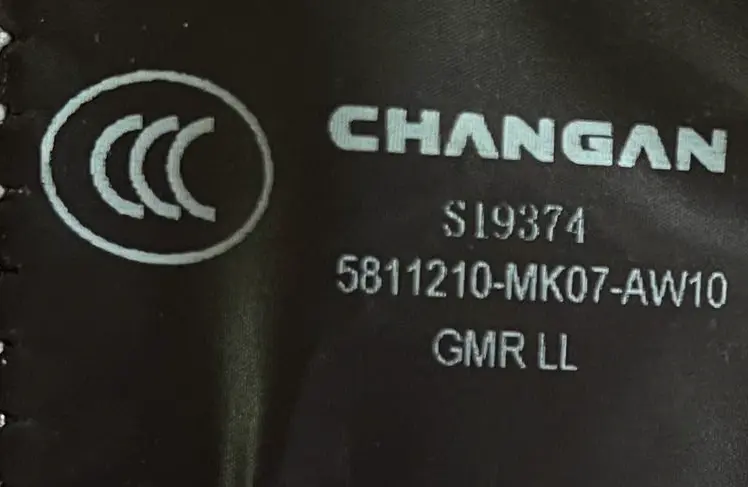 CCC
CHANGAN
S19374
5811210-MK07-AW10
GMR LL